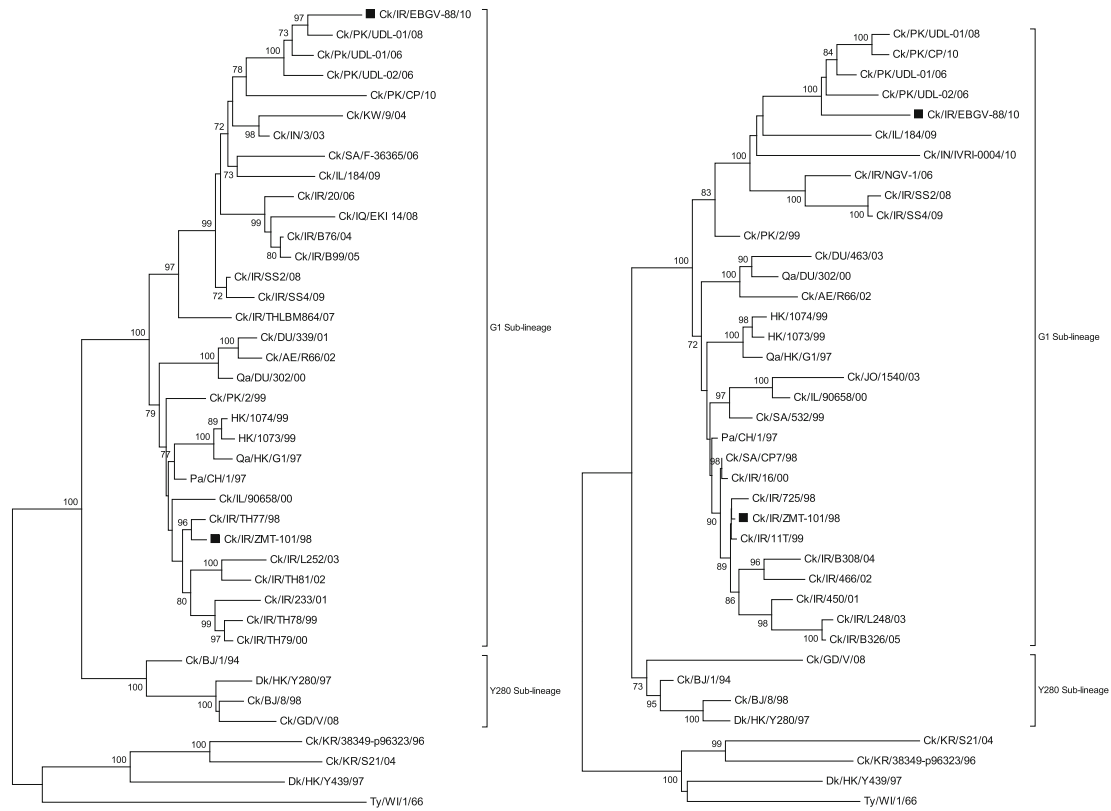 97
Ck/IR/EBGV-88/10
73
Ck/PK/UDL-01/08
100
Ck/Pk/UDL-01/06
Ck/PK/UDL-02/06
78
Ck/PK/CP/10
Ck/KW/9/04
72
98
Ck/IN/3/03
Ck/SA/F-36365/06
73
Ck/IL/184/09
Ck/IR/20/06
99
Ck/IQ/EKI 14/08
99
Ck/IR/B76/04
80
Ck/IR/B99/05
97
Ck/IR/SS2/08
72
Ck/IR/SS4/09
Ck/IR/THLBM864/07
100
Ck/DU/339/01
100
Ck/AE/R66/02
Qa/DU/302/00
79
Ck/PK/2/99
89
HK/1074/99
100
HK/1073/99
77
Qa/HK/G1/97
Pa/CH/1/97
Ck/IL/90658/00
96
Ck/IR/TH77/98
Ck/IR/ZMT-101/98
100
Ck/IR/L252/03
Ck/IR/TH81/02
80
Ck/IR/233/01
99
Ck/IR/TH78/99
97
Ck/IR/TH79/00
100
Ck/BJ/1/94
100
Dk/HK/Y280/97
100
Ck/BJ/8/98
Ck/GD/V/08
100
Ck/KR/38349-p96323/96
100
Ck/KR/S21/04
Dk/HK/Y439/97
Ty/WI/1/66
G1 Sub-lineage
Y280 Sub-lineage
100
Ck/PK/UDL-01/08
84
Ck/PK/CP/10
Ck/PK/UDL-01/06
100
Ck/PK/UDL-02/06
Ck/IR/EBGV-88/10
Ck/IL/184/09
100
Ck/IN/IVRI-0004/10
Ck/IR/NGV-1/06
100
Ck/IR/SS2/08
83
100
Ck/IR/SS4/09
Ck/PK/2/99
100
90
Ck/DU/463/03
100
Qa/DU/302/00
Ck/AE/R66/02
98
HK/1074/99
100
HK/1073/99
72
Qa/HK/G1/97
100
Ck/JO/1540/03
97
Ck/IL/90658/00
Ck/SA/532/99
Pa/CH/1/97
98
Ck/SA/CP7/98
Ck/IR/16/00
Ck/IR/725/98
90
Ck/IR/ZMT-101/98
Ck/IR/11T/99
89
96
Ck/IR/B308/04
Ck/IR/466/02
86
Ck/IR/450/01
98
Ck/IR/L248/03
100
Ck/IR/B326/05
Ck/GD/V/08
73
Ck/BJ/1/94
95
Ck/BJ/8/98
100
Dk/HK/Y280/97
99
Ck/KR/S21/04
Ck/KR/38349-p96323/96
100
Dk/HK/Y439/97
Ty/WI/1/66
G1 Sub-lineage
Y280 Sub-lineage